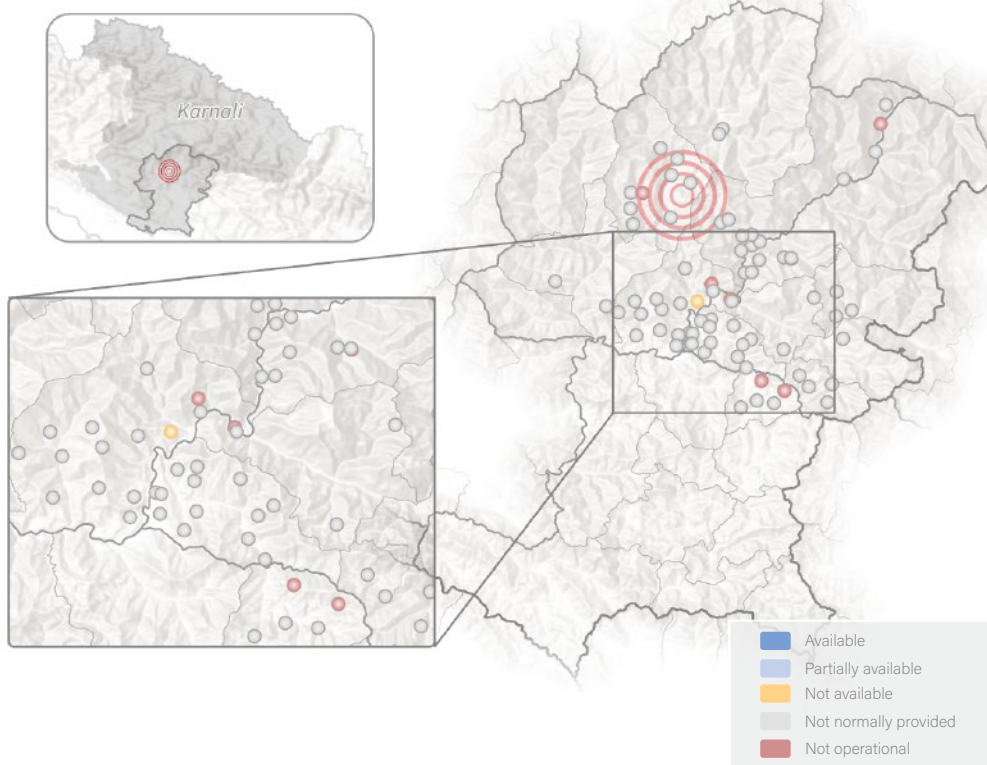 Karnali
Available
Partially available
Not available
Not normally provided
Not operational